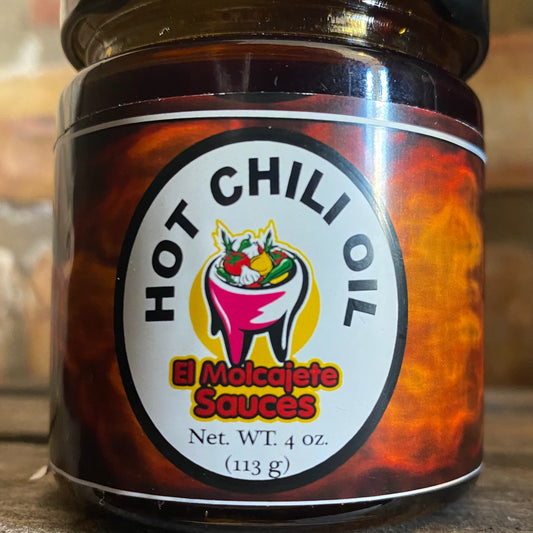 HOT CHILI OIL
El Molcajete
Sauces
Net. WT. 4 oz.
(113 g)